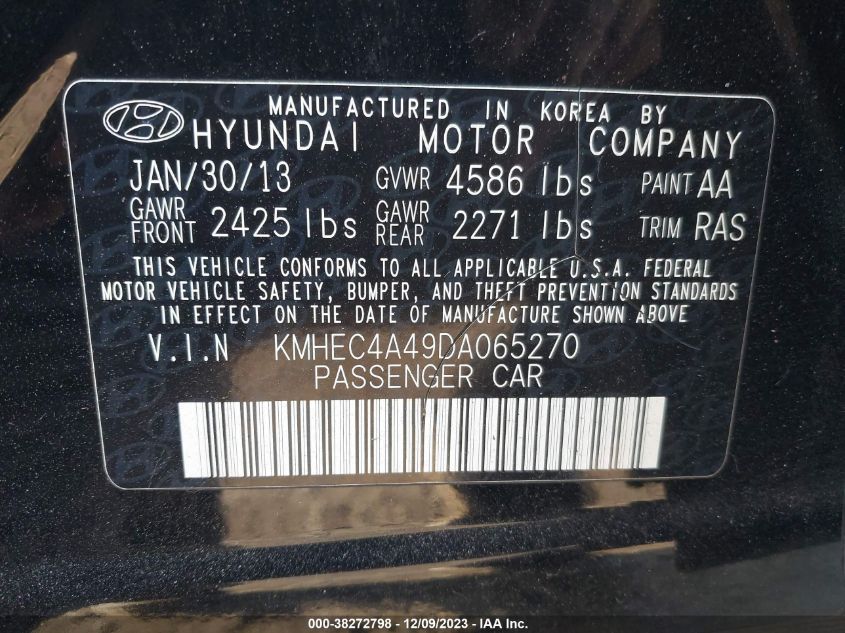 MANUFACTURED IN KOREA BY
HYUNDAI MOTOR COMPANY
JAN/30/13 GVWR 4586 lbs PAINT AA
GAWR FRONT 2425 lbs GAWR REAR 2271 lbs TRIM RAS
THIS VEHICLE CONFORMS TO ALL APPLICABLE U.S.A. FEDERAL
MOTOR VEHICLE SAFETY, BUMPER, AND THEFT PREVENTION STANDARDS
IN EFFECT ON THE DATE OF MANUFACTURE SHOWN ABOVE
V.I.N KMHEC4A49DA065270
PASSENGER CAR
000-38272798 - 12/09/2023 - IAA Inc.